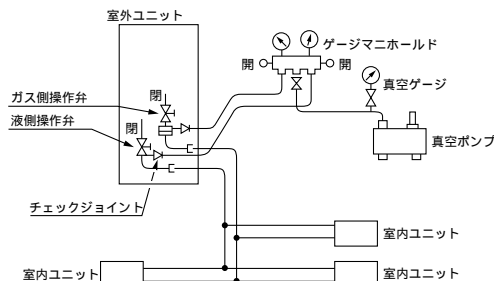 室外ユニット
ゲージマニホールド
開
開
真空ゲージ
ガス側操作弁
閉
液側操作弁
閉
真空ポンプ
チェックジョイント
室内ユニット
室内ユニット
室内ユニット